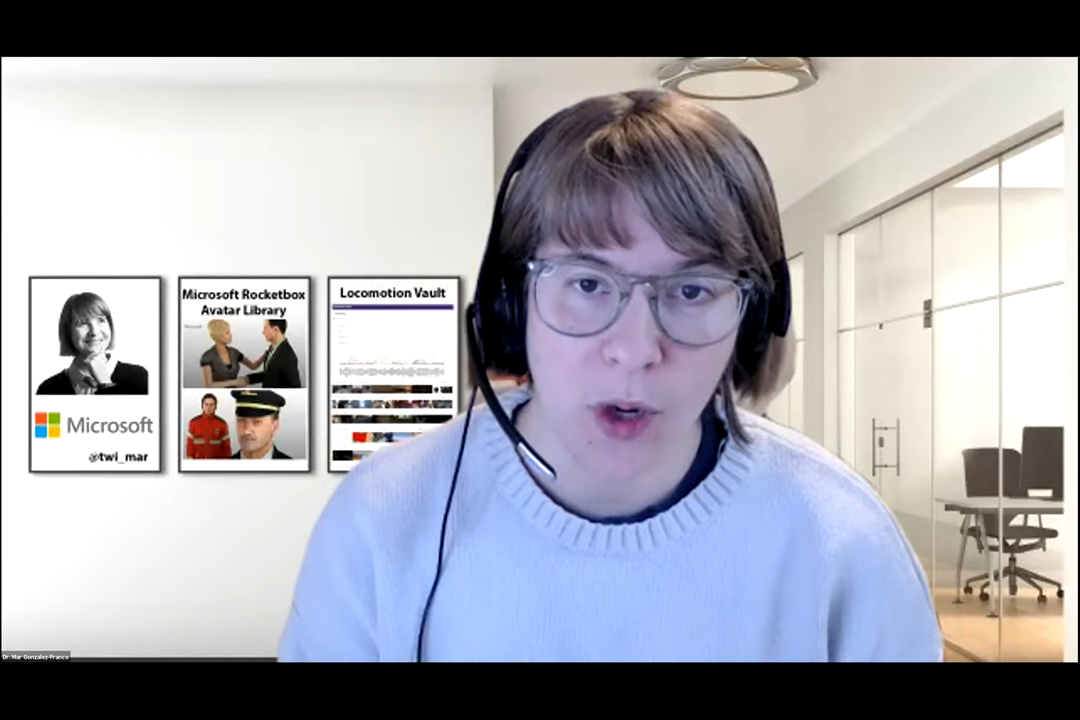 Microsoft
@twi_mar
Microsoft Rocketbox
Avatar Library
Locomotion Vault
Dr. Mar Gonzalez-Franco